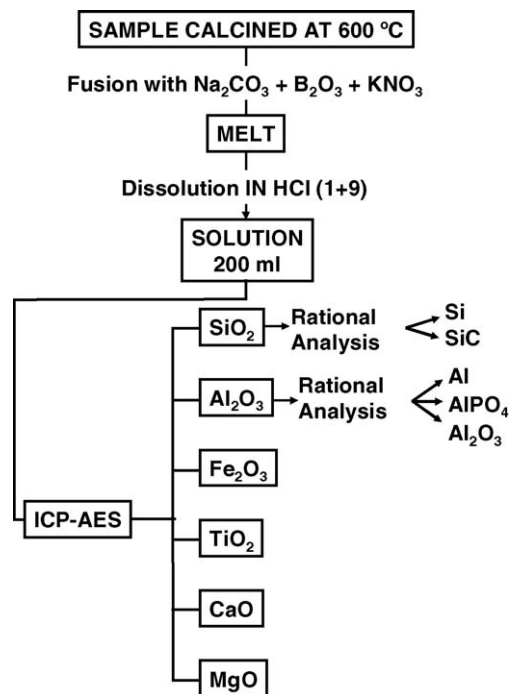 SAMPLE CALCINED AT 600 ºC
Fusion with Na₂CO₃ + B₂O₃ + KNO₃
MELT
Dissolution IN HCl (1+9)
SOLUTION
200 ml
SiO₂
Rational
Analysis
Si
SiC
Al₂O₃
Rational
Analysis
Al
AlPO₄
Al₂O₃
Fe₂O₃
ICP-AES
TiO₂
CaO
MgO